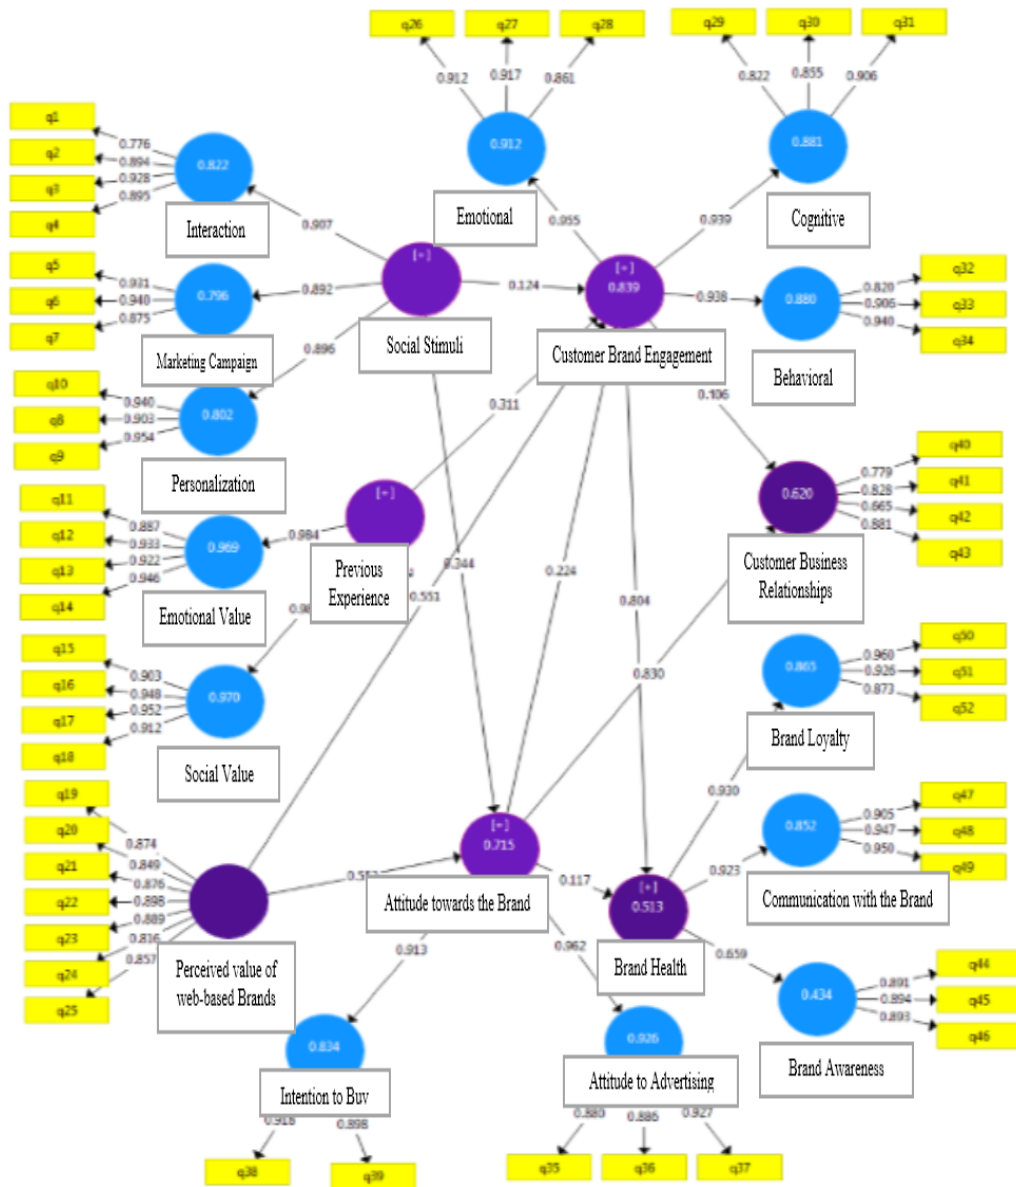 q26
q27
q28
q29
q30
q31
0.912
0.917
0.861
0.822
0.855
0.906
0.912
Emotional
0.881
Cognitive
q1
q2
q3
q4
0.776
0.894
0.928
0.895
0.822
Interaction
0.907
0.955
0.939
q5
q6
q7
0.931
0.940
0.875
0.796
Marketing Campaign
0.892
[+]
Social Stimuli
0.124
[+]
0.839
Customer Brand Engagement
0.938
0.880
Behavioral
0.820
0.906
0.940
q32
q33
q34
0.896
q10
q8
q9
0.940
0.903
0.954
0.802
Personalization
0.311
0.106
q11
q12
q13
q14
0.887
0.933
0.922
0.946
0.969
Emotional Value
0.984
[+]
Previous
Experience
0.620
Customer Business
Relationships
0.779
0.828
0.665
0.881
q40
q41
q42
q43
0.344
0.551
0.224
0.804
0.830
q15
q16
q17
q18
0.903
0.948
0.952
0.912
0.970
Social Value
0.865
Brand Loyalty
0.960
0.926
0.873
q50
q51
q52
0.930
q19
q20
q21
q22
q23
q24
q25
0.874
0.849
0.876
0.898
0.889
0.816
0.857
Perceived value of
web-based Brands
[+]
0.715
Attitude towards the Brand
0.117
[+]
0.513
Brand Health
0.923
0.852
Communication with the Brand
0.905
0.947
0.950
q47
q48
q49
0.913
0.962
0.659
0.434
Brand Awareness
0.891
0.894
0.893
q44
q45
q46
0.834
Intention to Buy
0.918
0.898
q38
q39
0.926
Attitude to Advertising
0.880
0.886
0.927
q35
q36
q37